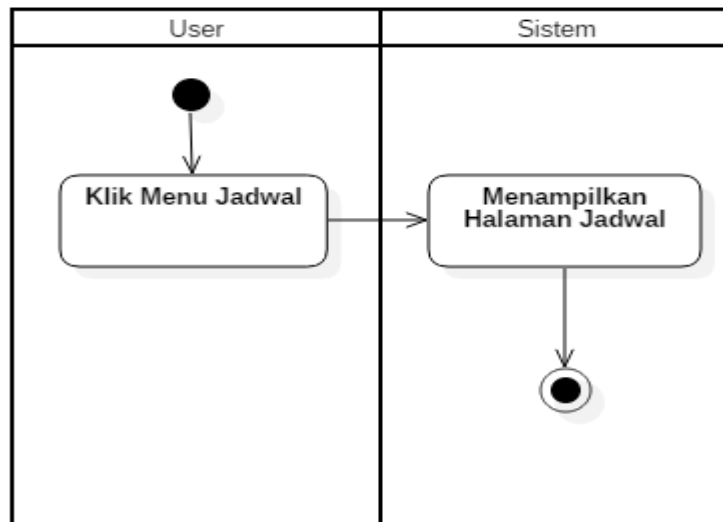 User
Sistem
Klik Menu Jadwal
Menampilkan
Halaman Jadwal